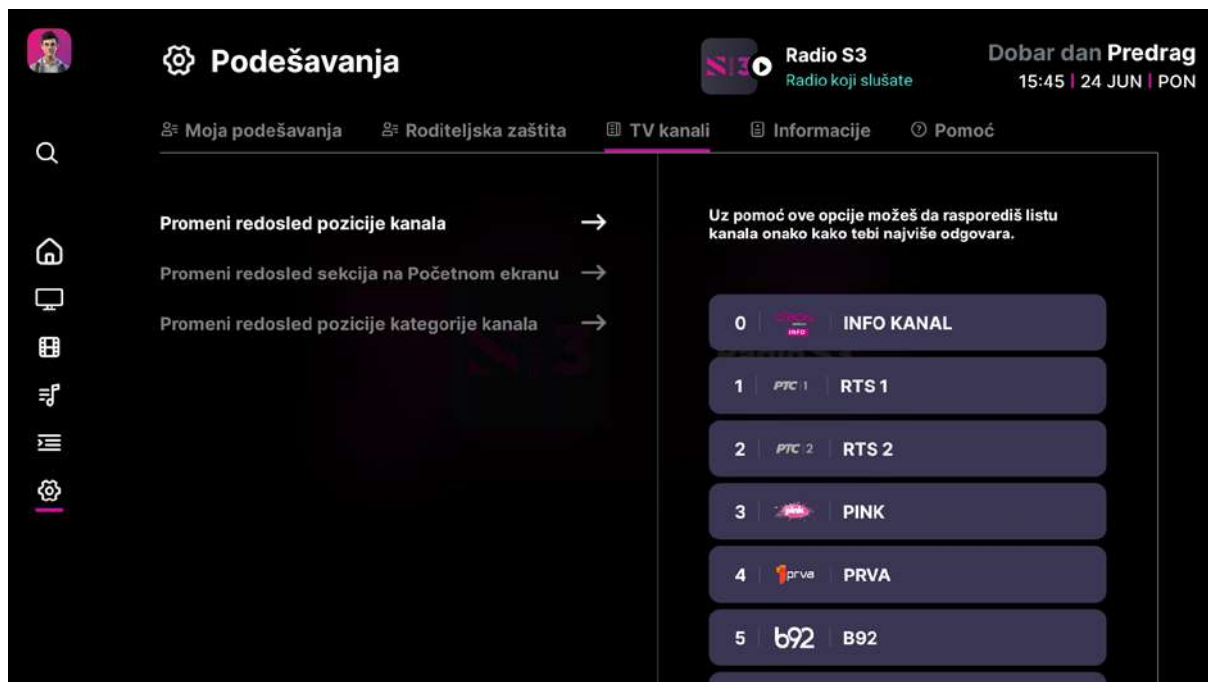 Podešavanja
Radio S3
Radio koji slušate
Dobar dan Predrag
15:45 | 24 JUN | PON
Moja podešavanja
Roditeljska zaštita
TV kanali
Informacije
Pomoć
Promeni redosled pozicije kanala
Promeni redosled sekcija na Početnom ekranu
Promeni redosled pozicije kategorije kanala
Uz pomoć ove opcije možeš da rasporediš listu
kanala onako kako tebi najviše odgovara.
0 INFO INFO KANAL
1 РТС 1 RTS 1
2 РТС 2 RTS 2
3 pink PINK
4 1prva PRVA
5 b92 B92